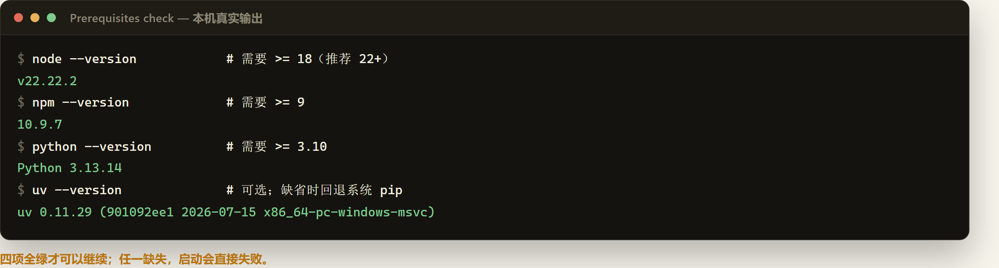 Prerequisites check — 本机真实输出
$ node --version # 需要 >= 18（推荐 22+）
v22.22.2
$ npm --version # 需要 >= 9
10.9.7
$ python --version # 需要 >= 3.10
Python 3.13.14
$ uv --version # 可选；缺省时回退系统 pip
uv 0.11.29 (901092ee1 2026-07-15 x86_64-pc-windows-msvc)
四项全绿才可以继续；任一缺失，启动会直接失败。